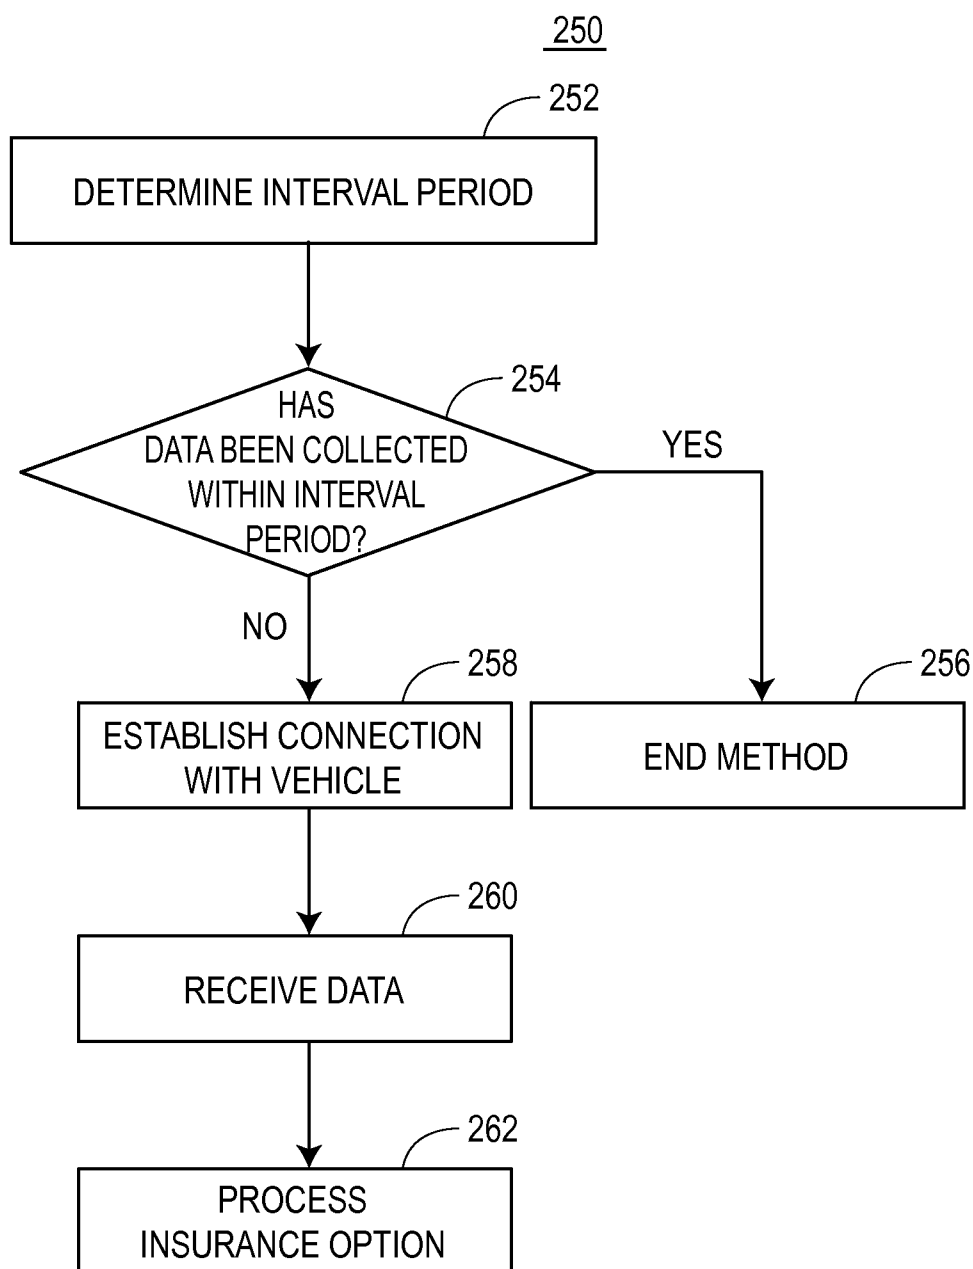 250
252
DETERMINE INTERVAL PERIOD
254
HAS
DATA BEEN COLLECTED
WITHIN INTERVAL
PERIOD?
YES
NO
258
ESTABLISH CONNECTION
WITH VEHICLE
256
END METHOD
260
RECEIVE DATA
262
PROCESS
INSURANCE OPTION